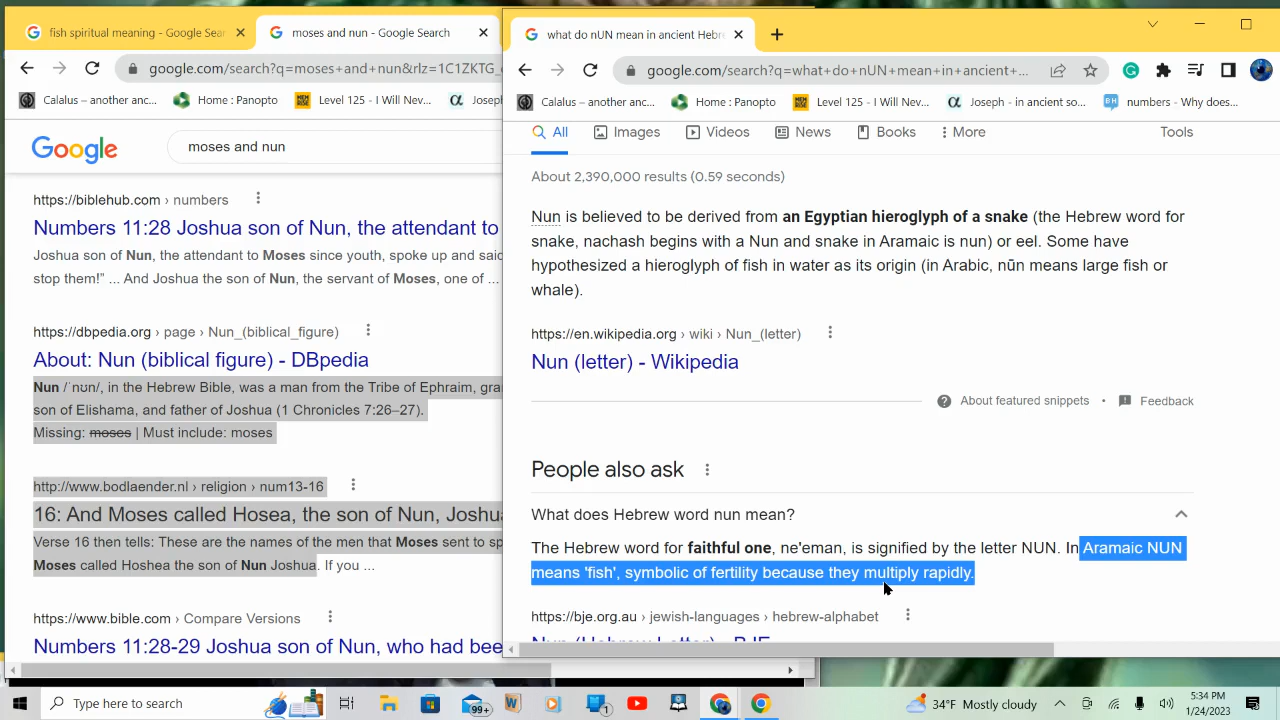 fish spiritual meaning - Google Sear
moses and nun - Google Search
google.com/search?q=moses+and+nun&rlz=1C1ZKTG_
Calalus – another anc...
Home : Panopto
Level 125 - I Will Nev...
Joseph
Google
moses and nun
https://biblehub.com › numbers
Numbers 11:28 Joshua son of Nun, the attendant to
Joshua son of Nun, the attendant to Moses since youth, spoke up and said
stop them!” ... And Joshua the son of Nun, the servant of Moses, one of ...
https://dbpedia.org › page › Nun_(biblical_figure)
About: Nun (biblical figure) - DBpedia
Nun /ˈnʊn/, in the Hebrew Bible, was a man from the Tribe of Ephraim, gra
son of Elishama, and father of Joshua (1 Chronicles 7:26–27).
Missing: moses | Must include: moses
http://www.bodlaender.nl › religion › num13-16
16: And Moses called Hosea, the son of Nun, Joshu
Verse 16 then tells: These are the names of the men that Moses sent to sp
Moses called Hoshea the son of Nun Joshua. If you ...
https://www.bible.com › Compare Versions
Numbers 11:28-29 Joshua son of Nun, who had bee
what do nUN mean in ancient Hebre
google.com/search?q=what+do+nUN+mean+in+ancient+...
Calalus – another anc...
Home : Panopto
Level 125 - I Will Nev...
Joseph - in ancient so...
BH numbers - Why does...
All Images Videos News Books More Tools
About 2,390,000 results (0.59 seconds)
Nun is believed to be derived from an Egyptian hieroglyph of a snake (the Hebrew word for
snake, nachash begins with a Nun and snake in Aramaic is nun) or eel. Some have
hypothesized a hieroglyph of fish in water as its origin (in Arabic, nūn means large fish or
whale).
https://en.wikipedia.org › wiki › Nun_(letter)
Nun (letter) - Wikipedia
About featured snippets • Feedback
People also ask
What does Hebrew word nun mean?
The Hebrew word for faithful one, ne'eman, is signified by the letter NUN. In Aramaic NUN
means 'fish', symbolic of fertility because they multiply rapidly.
https://bje.org.au › jewish-languages › hebrew-alphabet
Nun (Hebrew Letter) - BJE
Type here to search
99+
1
34°F Mostly cloudy
5:34 PM
1/24/2023